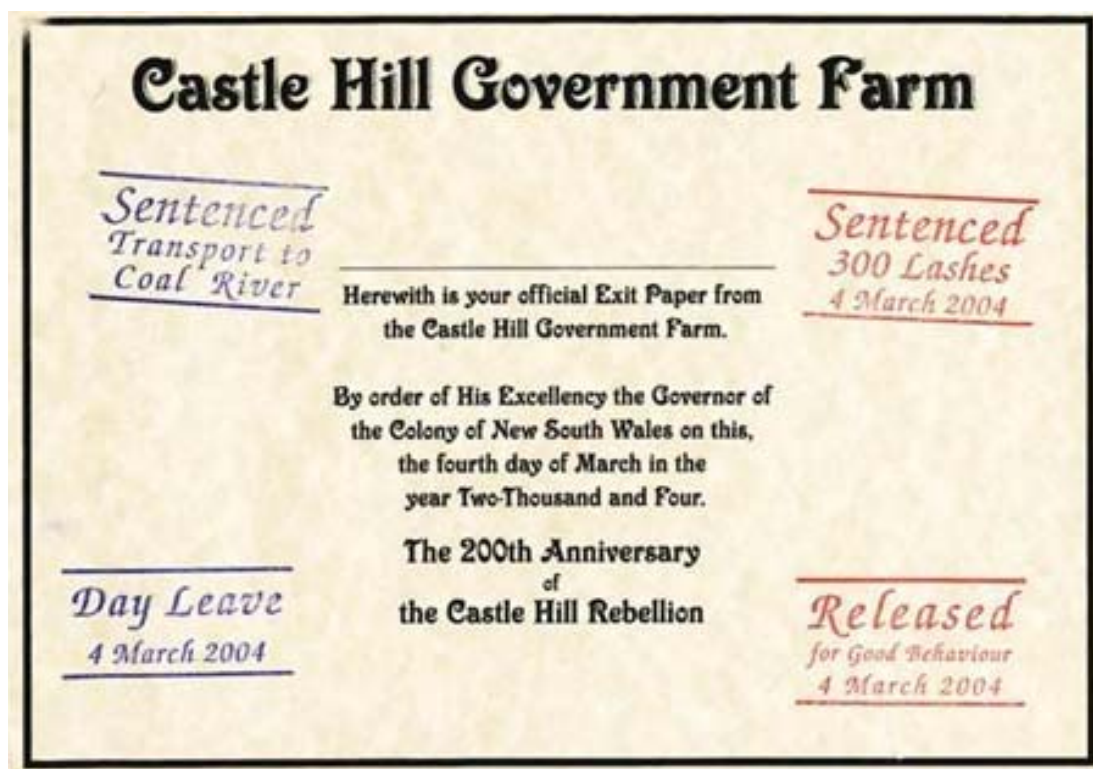 Castle Hill Government Farm
Sentenced
Transport to
Coal River
Sentenced
300 Lashes
4 March 2004
Herewith is your official Exit Paper from
the Castle Hill Government Farm.
By order of His Excellency the Governor of
the Colony of New South Wales on this,
the fourth day of March in the
year Two-Thousand and Four.
The 200th Anniversary
of
the Castle Hill Rebellion
Day Leave
4 March 2004
Released
for Good Behaviour
4 March 2004